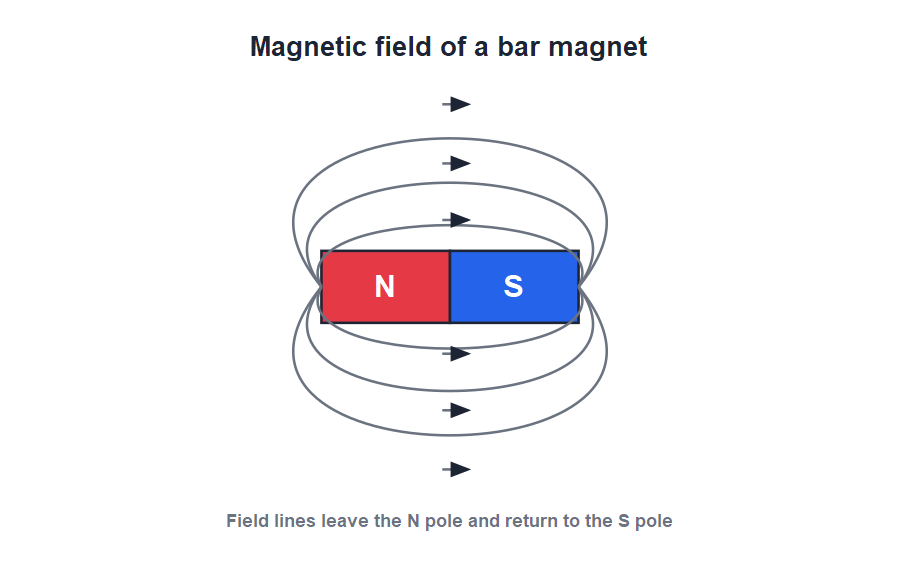 Magnetic field of a bar magnet
N S
Field lines leave the N pole and return to the S pole